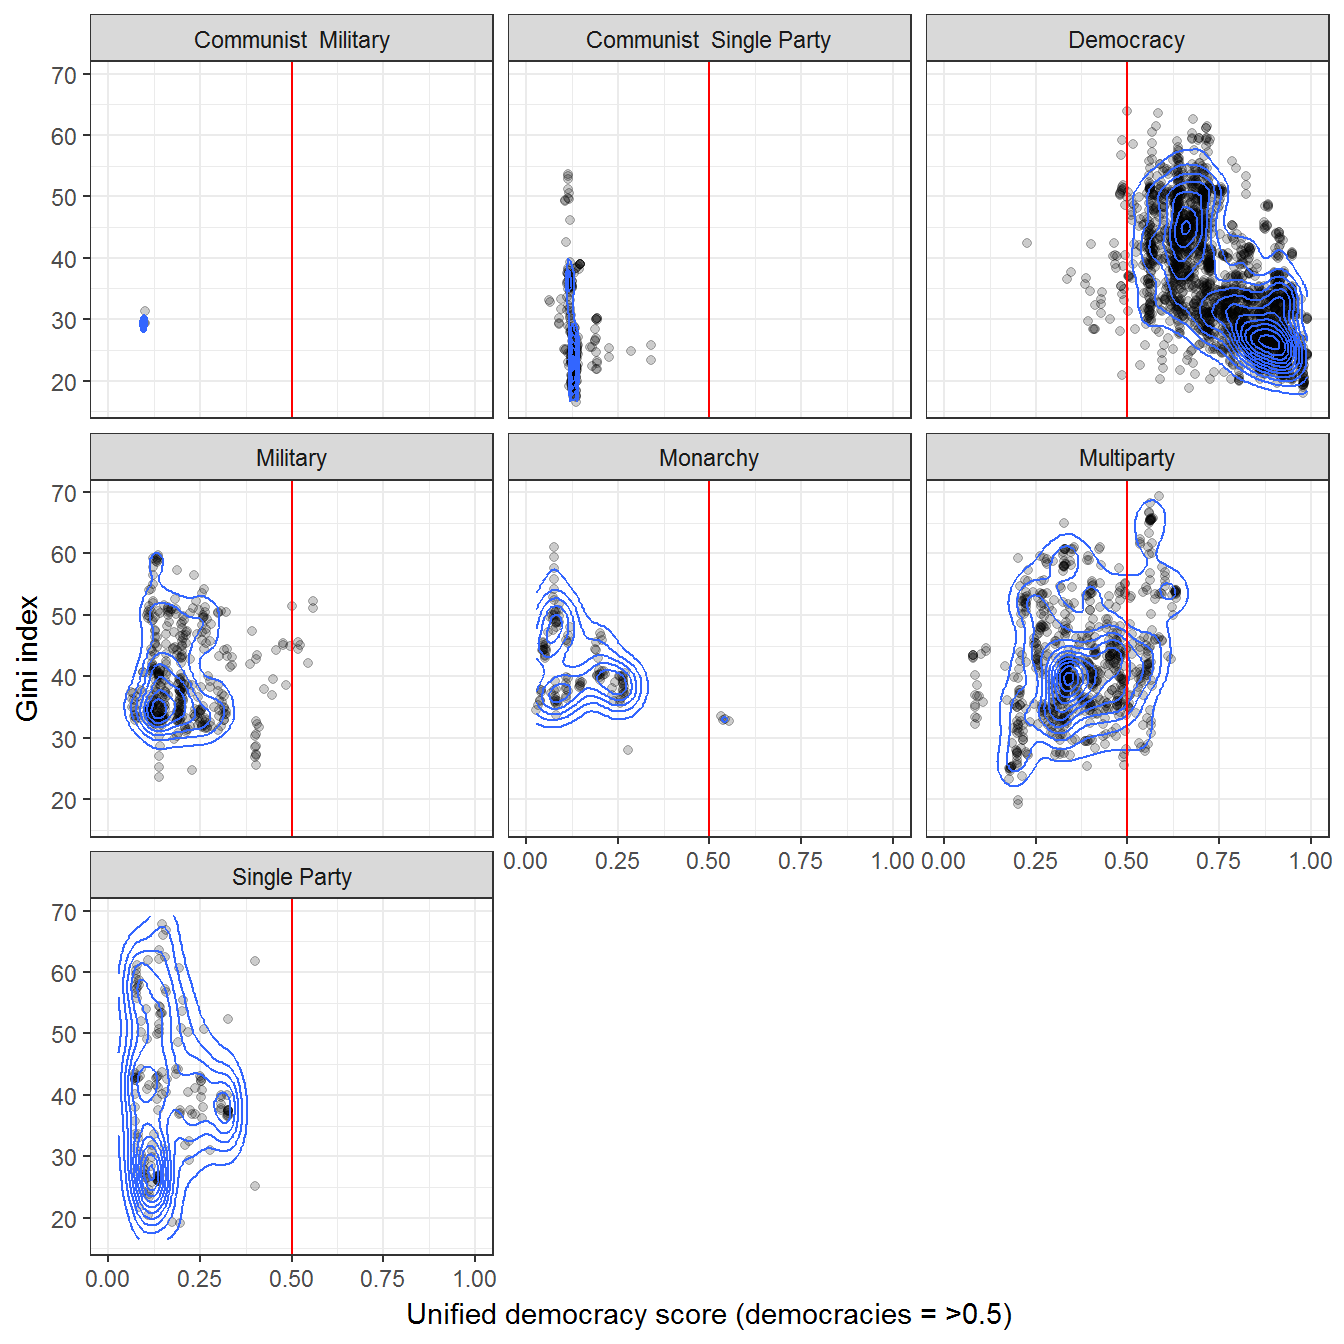 Communist  Military
Communist  Single Party
Democracy
70
60
50
40
30
20
Military
Monarchy
Multiparty
70
60
50
40
30
20
0.00 0.25 0.50 0.75 1.00
0.00 0.25 0.50 0.75 1.00
Single Party
70
60
50
40
30
20
0.00 0.25 0.50 0.75 1.00
Gini index
Unified democracy score (democracies = >0.5)